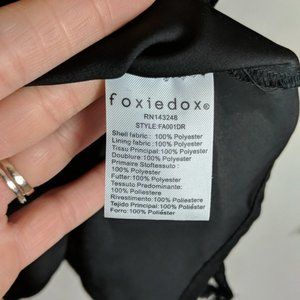 foxiedox®
RN143248
STYLE:FA001DR
Shell fabric : 100% Polyester
Lining fabric: 100% Polyester
Tissu Principal: 100% Polyester
Doublure: 100% Polyester
Primaire Stoftessuto :
100% Polyester
Futter: 100% Polyester
Tessuto Predominante:
100% Poliestere
Rivestimento: 100% Poliestere
Tejido Principal: 100% Poliéster
Forro: 100% Poliéster